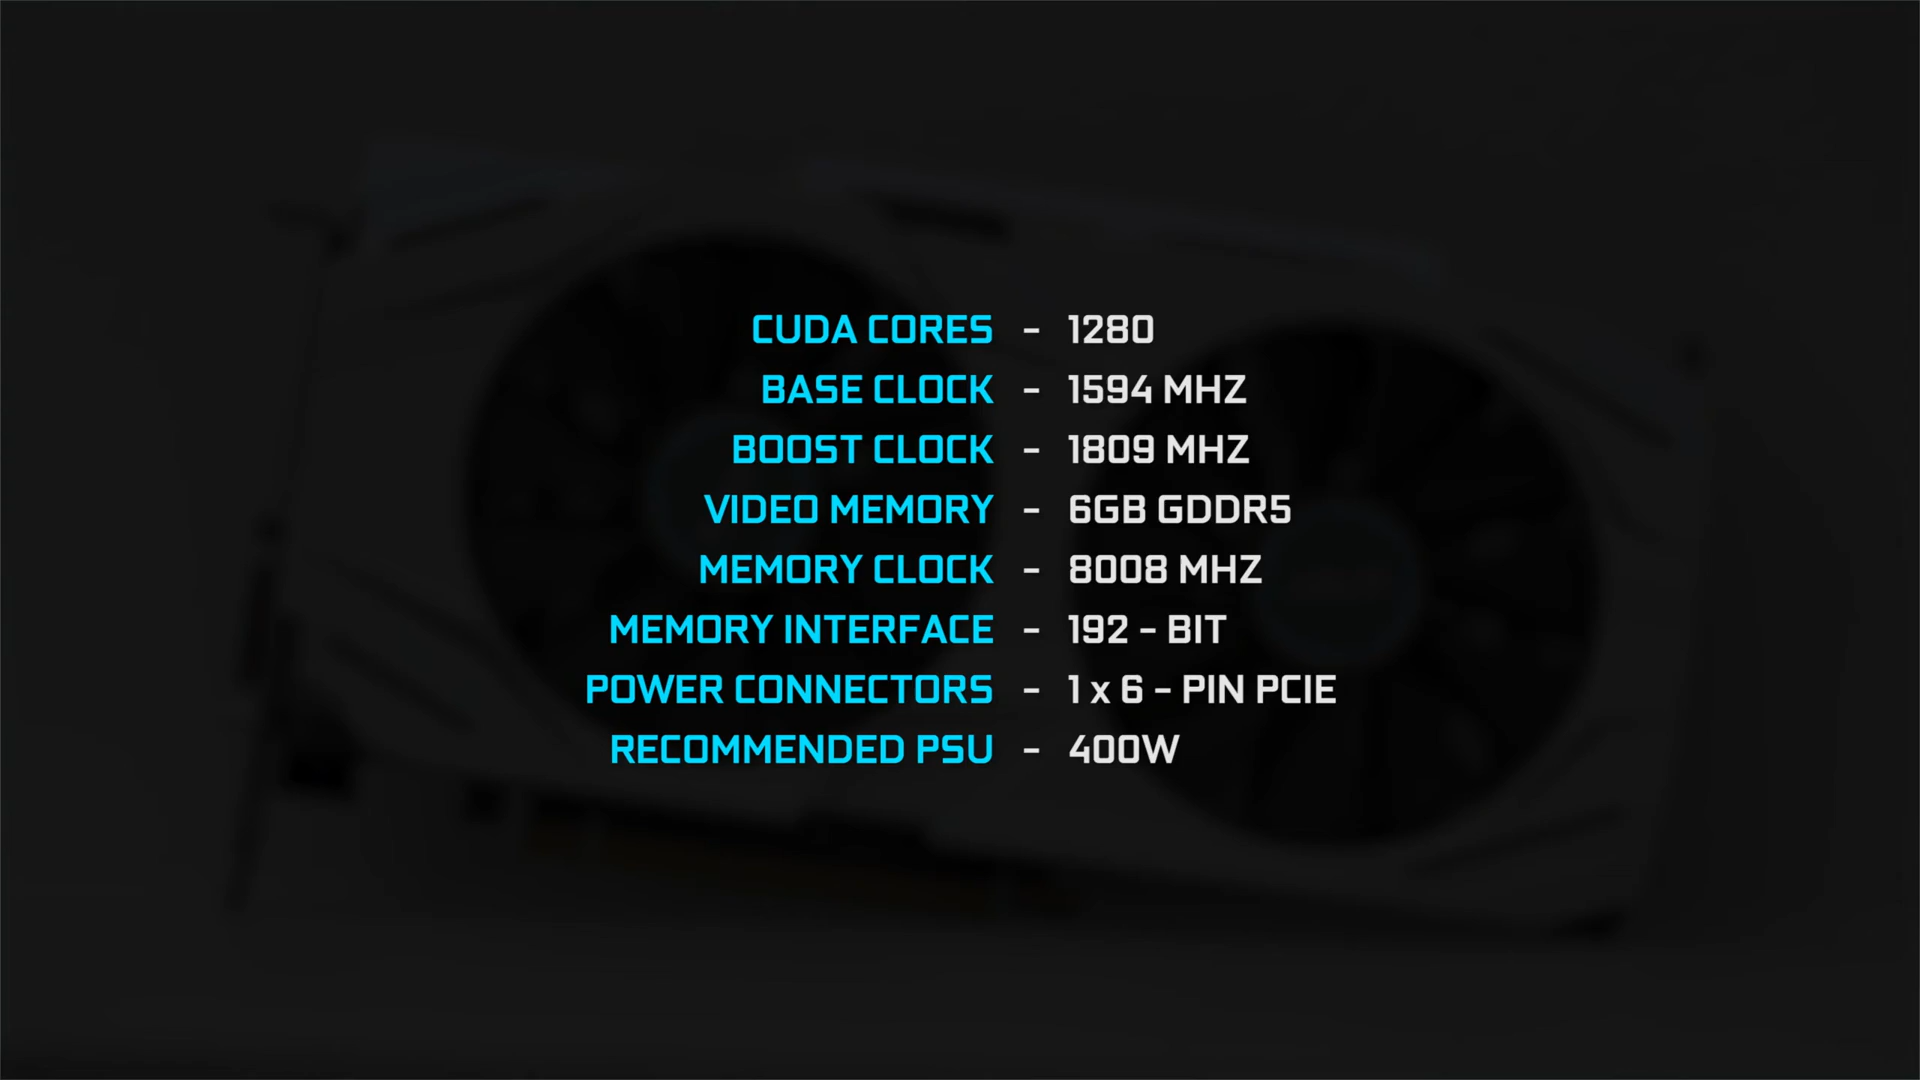 CUDA CORES - 1280
BASE CLOCK - 1594 MHZ
BOOST CLOCK - 1809 MHZ
VIDEO MEMORY - 6GB GDDR5
MEMORY CLOCK - 8008 MHZ
MEMORY INTERFACE - 192 - BIT
POWER CONNECTORS - 1 x 6 - PIN PCIE
RECOMMENDED PSU - 400W